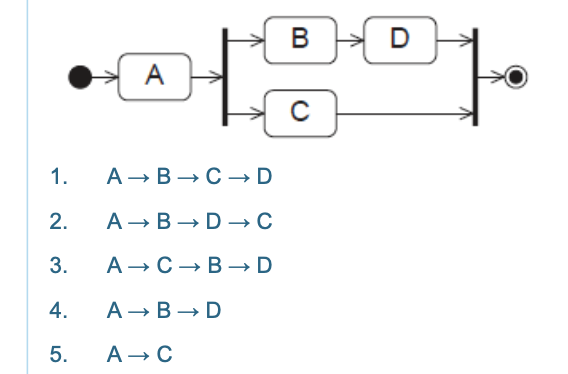 B D
A
C
1. A → B → C → D
2. A → B → D → C
3. A → C → B → D
4. A → B → D
5. A → C